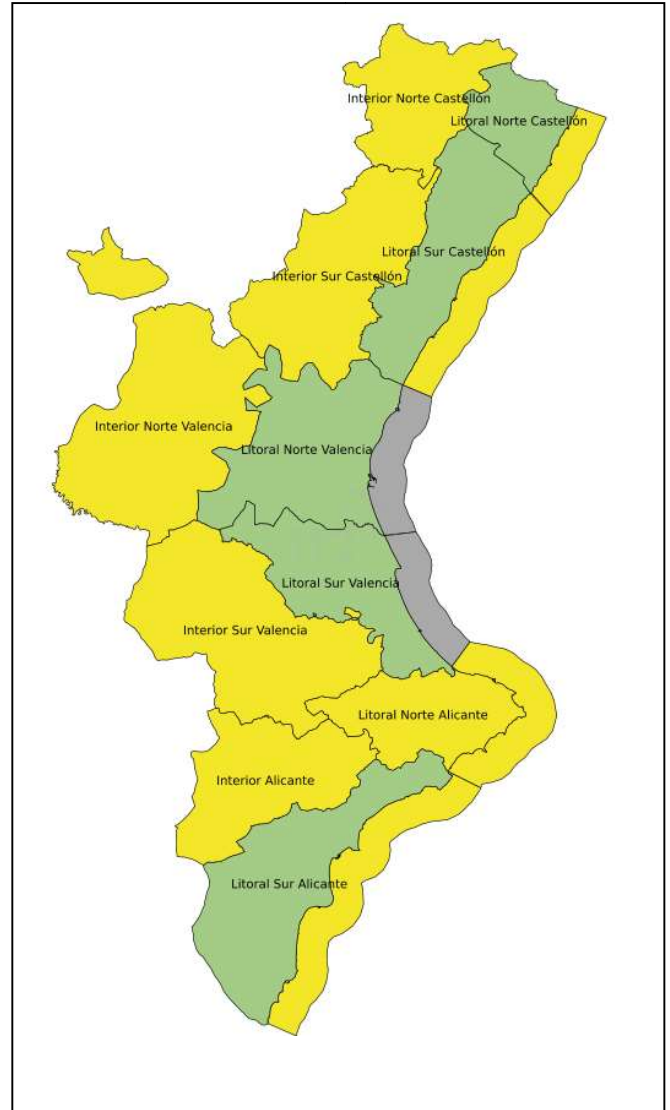 Interior Norte Castellón
Litoral Norte Castellón
Litoral Sur Castellón
Interior Sur Castellón
Interior Norte Valencia
Litoral Norte Valencia
Litoral Sur Valencia
Interior Sur Valencia
Litoral Norte Alicante
Interior Alicante
Litoral Sur Alicante